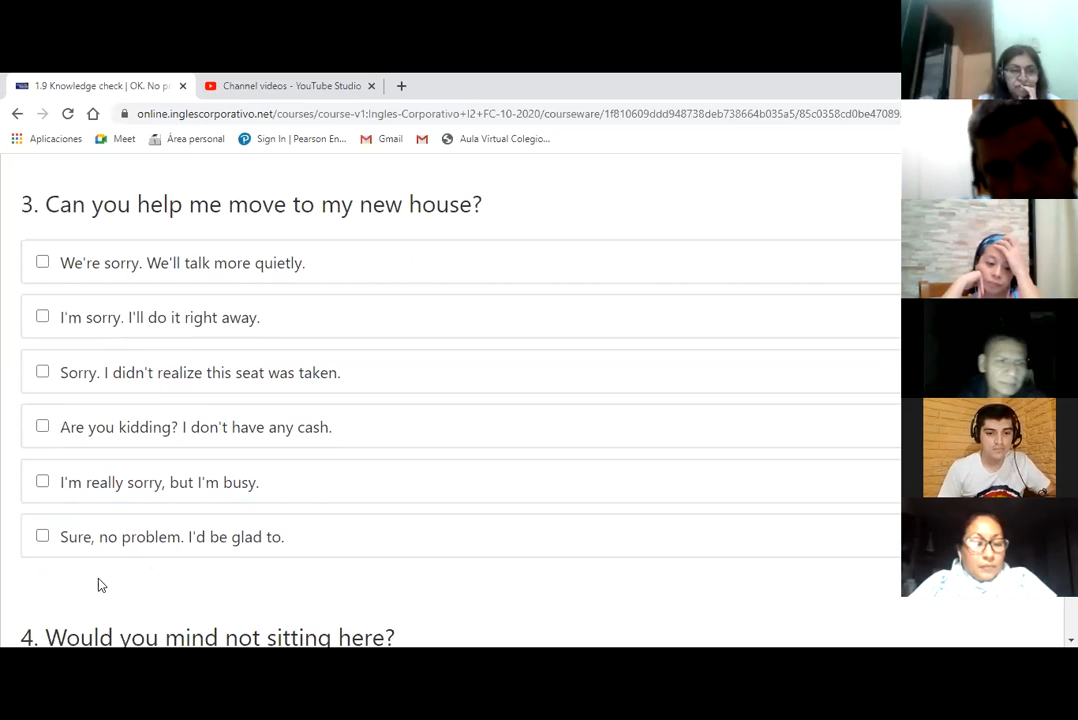 1.9 Knowledge check | OK. No pr
Channel videos - YouTube Studio
online.inglescorporativo.net/courses/course-v1:Ingles-Corporativo+I2+FC-10-2020/courseware/1f810609ddd948738deb738664b035a5/85c0358cd0be47089
Aplicaciones Meet Área personal Sign In | Pearson En... Gmail Aula Virtual Colegio...
3. Can you help me move to my new house?
We're sorry. We'll talk more quietly.
I'm sorry. I'll do it right away.
Sorry. I didn't realize this seat was taken.
Are you kidding? I don't have any cash.
I'm really sorry, but I'm busy.
Sure, no problem. I'd be glad to.
4. Would you mind not sitting here?